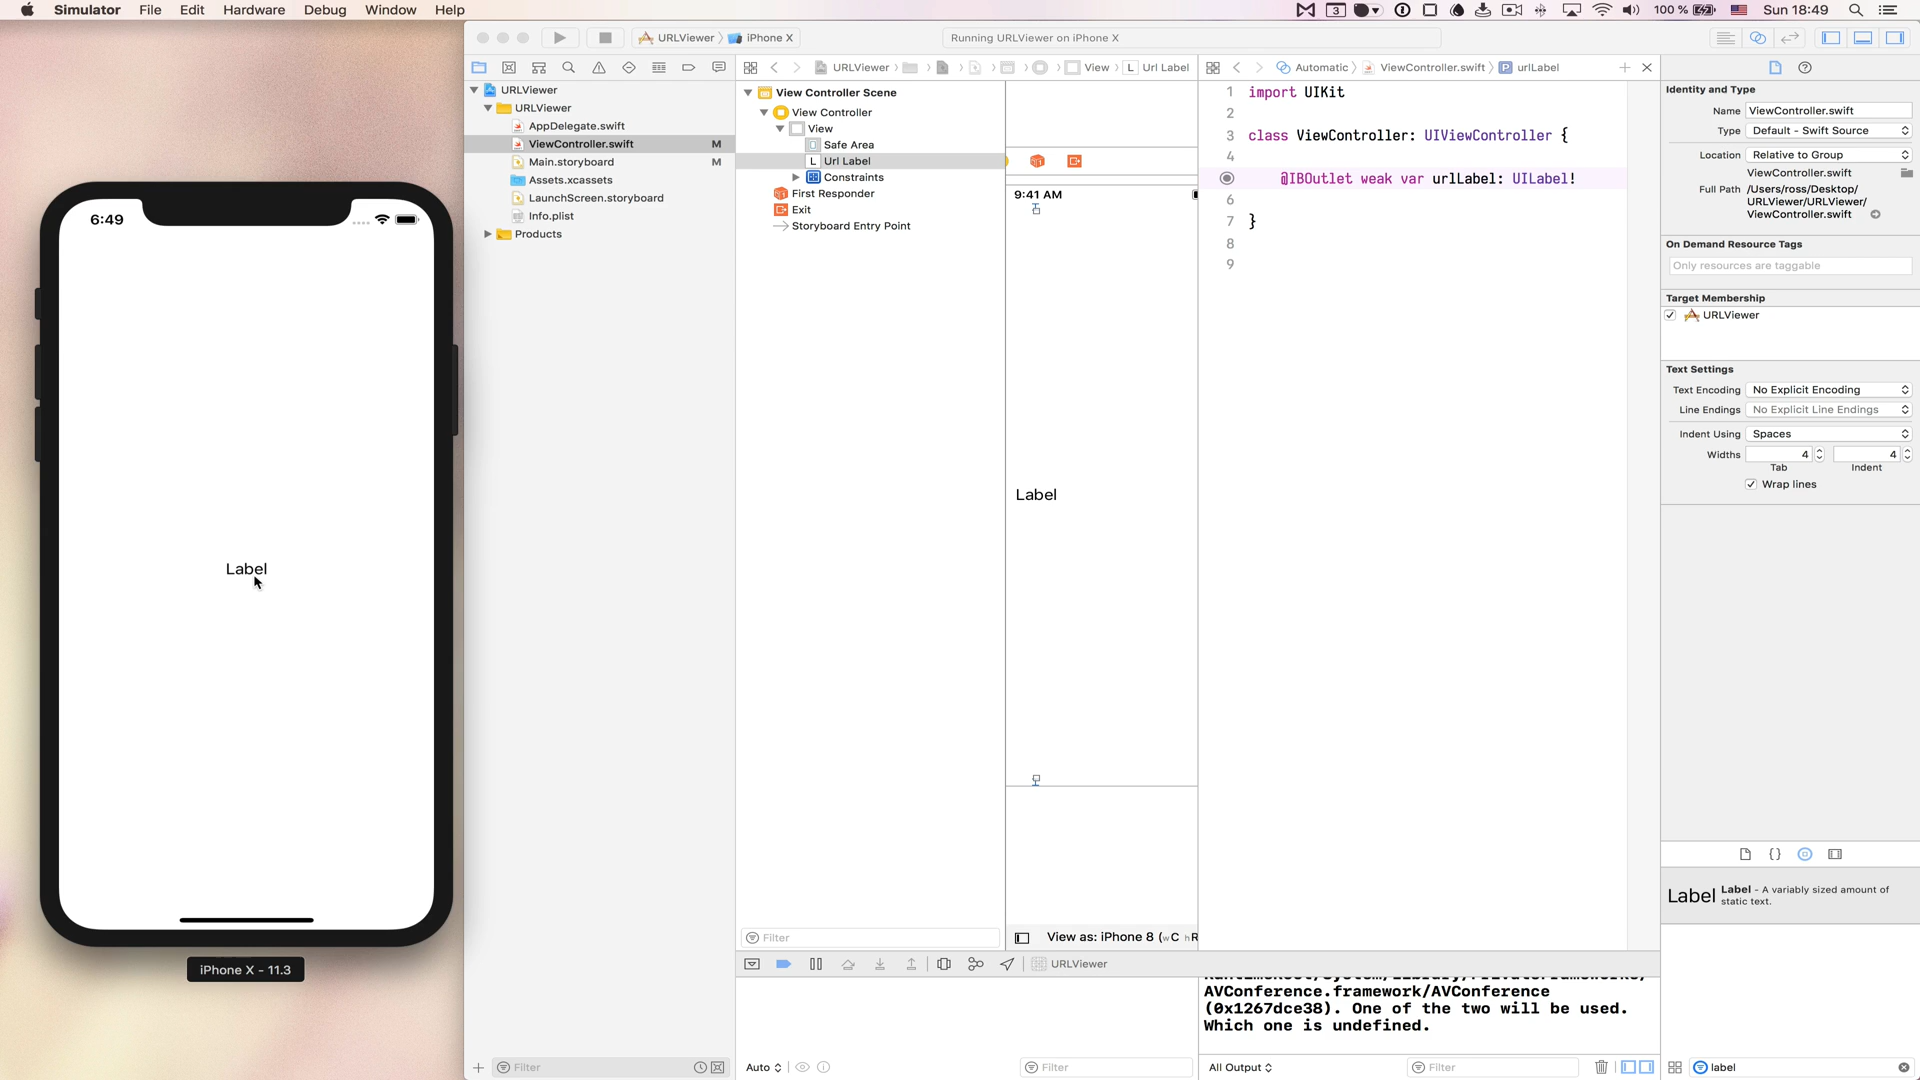 Simulator File Edit Hardware Debug Window Help
3 100 % Sun 18:49
URLViewer iPhone X
Running URLViewer on iPhone X
URLViewer View L Url Label
Automatic ViewController.swift P urlLabel
URLViewer
URLViewer
AppDelegate.swift
ViewController.swift M
Main.storyboard M
Assets.xcassets
LaunchScreen.storyboard
Info.plist
Products
View Controller Scene
View Controller
View
Safe Area
L Url Label
Constraints
First Responder
Exit
Storyboard Entry Point
9:41 AM
Label
View as: iPhone 8 (wC hR
1 import UIKit
2
3 class ViewController: UIViewController {
4
@IBOutlet weak var urlLabel: UILabel!
6
7 }
8
9
Identity and Type
Name ViewController.swift
Type Default - Swift Source
Location Relative to Group
ViewController.swift
Full Path /Users/ross/Desktop/
URLViewer/URLViewer/
ViewController.swift
On Demand Resource Tags
Only resources are taggable
Target Membership
URLViewer
Text Settings
Text Encoding No Explicit Encoding
Line Endings No Explicit Line Endings
Indent Using Spaces
Widths 4 4
Tab Indent
Wrap lines
{}
Label Label - A variably sized amount of
static text.
label
6:49
Label
iPhone X - 11.3
Filter
Filter
URLViewer
AVConference.framework/AVConference
(0x1267dce38). One of the two will be used.
Which one is undefined.
Auto
Filter
All Output
Filter